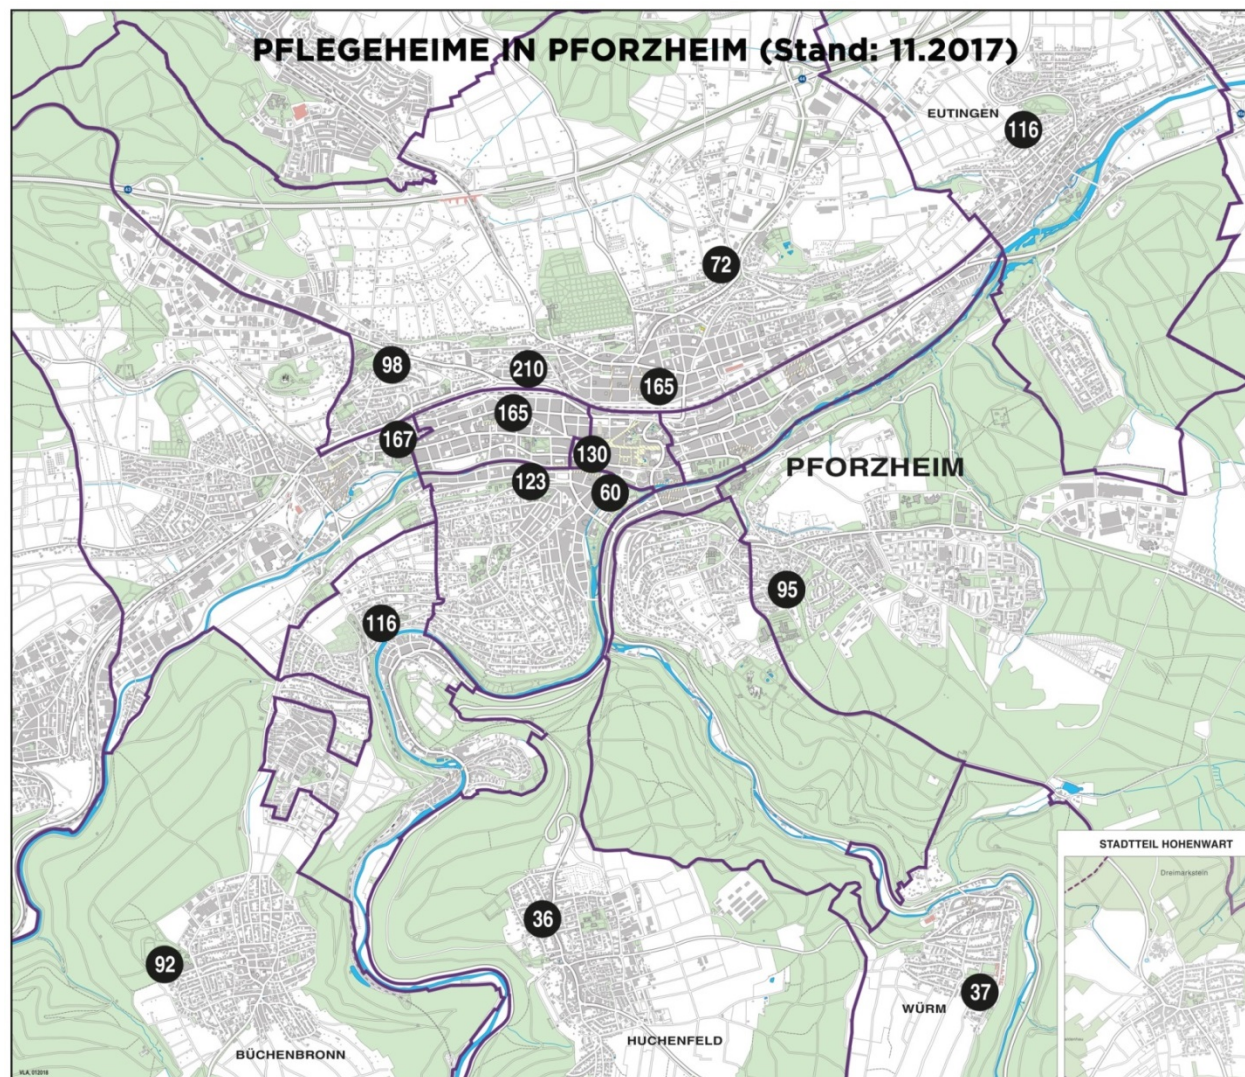 PFLEGEHEIME IN PFORZHEIM (Stand: 11.2017)
EUTINGEN
116
72
98
210
165
165
167
130
PFORZHEIM
123
60
95
116
STADTTEIL HOHENWART
Dreimarkstein
36
92
37
WÜRM
HUCHENFELD
BÜCHENBRONN